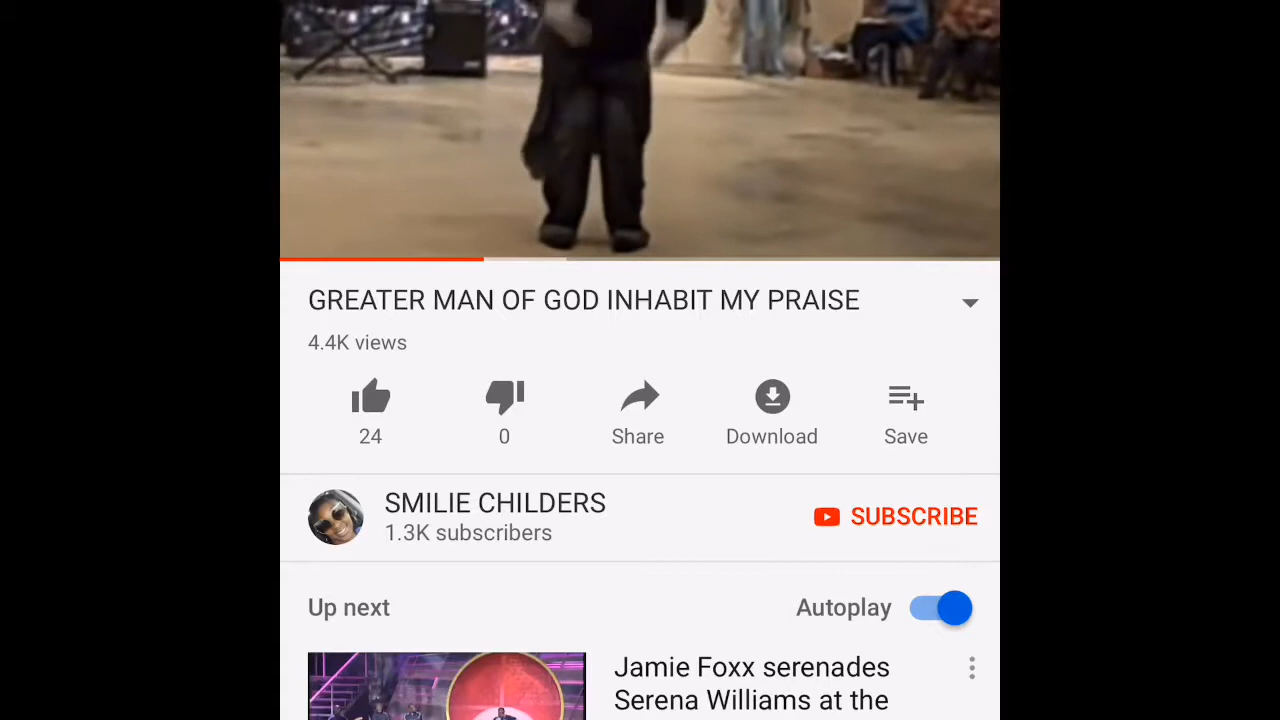 GREATER MAN OF GOD INHABIT MY PRAISE
4.4K views
24
0
Share
Download
Save
SMILIE CHILDERS
1.3K subscribers
SUBSCRIBE
Up next
Autoplay
Jamie Foxx serenades
Serena Williams at the